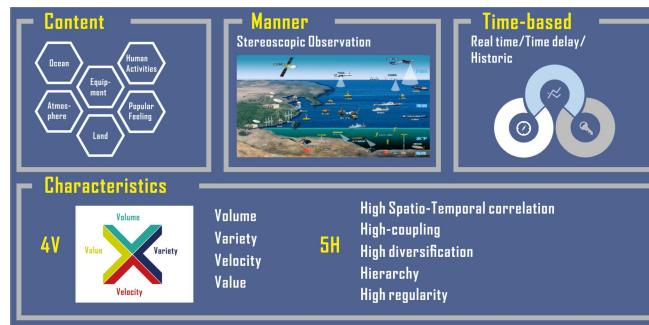 Content
Ocean
Human
Activities
Equip-
ment
Atmos-
phere
Popular
Feeling
Land
Manner
Stereoscopic Observation
Time-based
Real time/Time delay/
Historic
Characteristics
4V
Volume
Value
Variety
Velocity
Volume
Variety
Velocity
Value
5H
High Spatio-Temporal correlation
High-coupling
High diversification
Hierarchy
High regularity